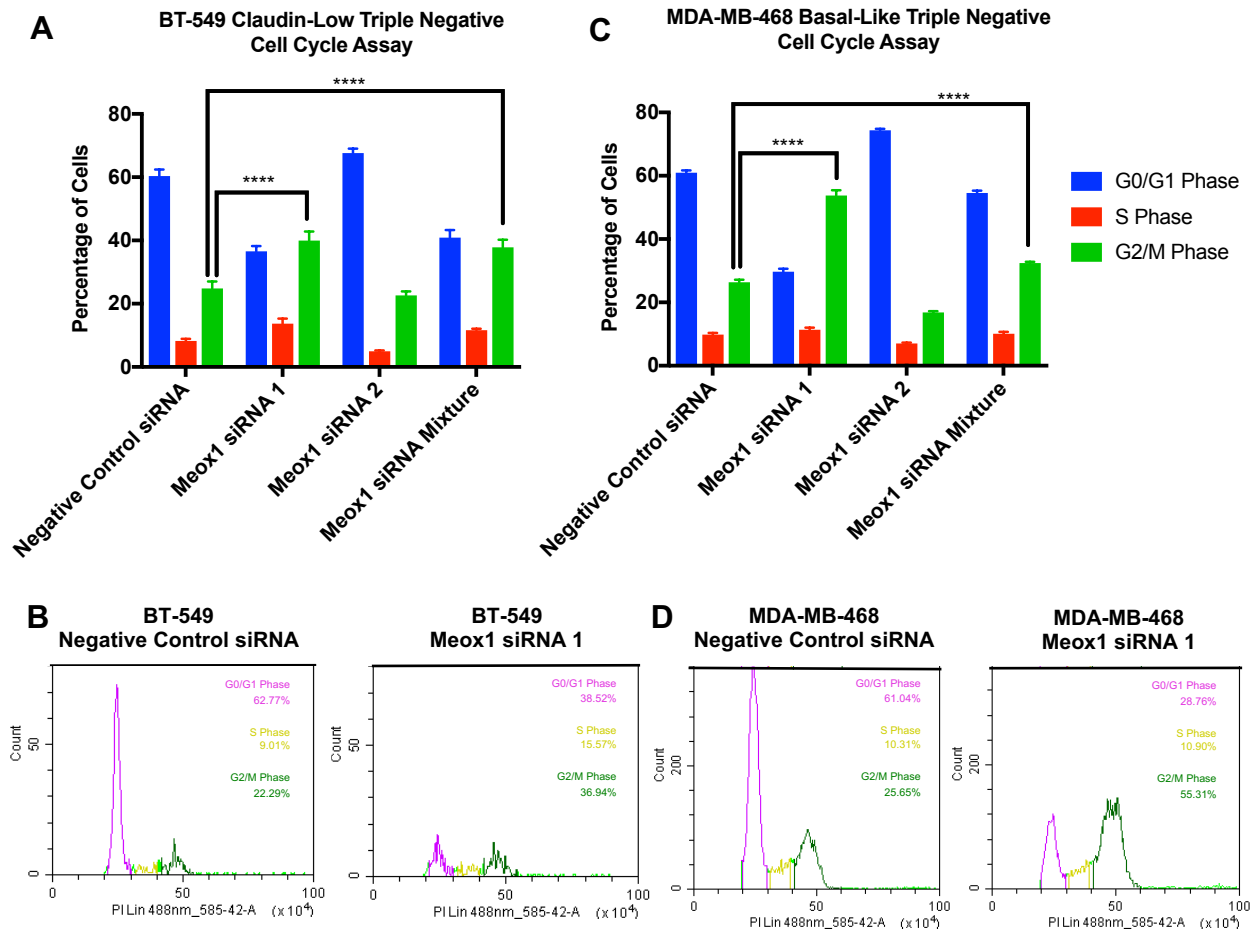 A
BT-549 Claudin-Low Triple Negative
Cell Cycle Assay
****
****
80
60
40
20
0
Percentage of Cells
Negative Control siRNA
Meox1 siRNA 1
Meox1 siRNA 2
Meox1 siRNA Mixture
C
MDA-MB-468 Basal-Like Triple Negative
Cell Cycle Assay
****
****
80
60
40
20
0
Percentage of Cells
Negative Control siRNA
Meox1 siRNA 1
Meox1 siRNA 2
Meox1 siRNA Mixture
G0/G1 Phase
S Phase
G2/M Phase
B
BT-549
Negative Control siRNA
G0/G1 Phase
62.77%
S Phase
9.01%
G2/M Phase
22.29%
Count
50
0
0
50
100
PI Lin 488nm_585-42-A (x 10⁴)
BT-549
Meox1 siRNA 1
G0/G1 Phase
38.52%
S Phase
15.57%
G2/M Phase
36.94%
Count
50
0
0
50
100
PI Lin 488nm_585-42-A (x 10⁴)
D
MDA-MB-468
Negative Control siRNA
G0/G1 Phase
61.04%
S Phase
10.31%
G2/M Phase
25.65%
Count
200
0
0
50
100
PI Lin 488nm_585-42-A (x 10⁴)
MDA-MB-468
Meox1 siRNA 1
G0/G1 Phase
28.76%
S Phase
10.90%
G2/M Phase
55.31%
Count
200
0
0
50
100
PI Lin 488nm_585-42-A (x 10⁴)